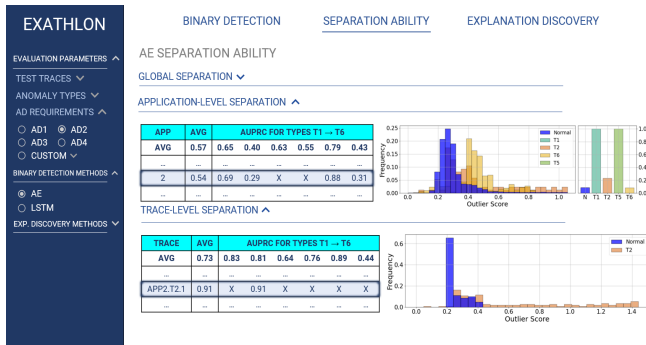 EXATHLON
BINARY DETECTION
SEPARATION ABILITY
EXPLANATION DISCOVERY
EVALUATION PARAMETERS
TEST TRACES
ANOMALY TYPES
AD REQUIREMENTS
AD1 AD2
AD3 AD4
CUSTOM
BINARY DETECTION METHODS
AE
LSTM
EXP. DISCOVERY METHODS
AE SEPARATION ABILITY
GLOBAL SEPARATION
APPLICATION-LEVEL SEPARATION
APP AVG AUPRC FOR TYPES T1 → T6
AVG 0.57 0.65 0.40 0.63 0.55 0.79 0.43
... ... ... ... ... ... ... ...
2 0.54 0.69 0.29 X X 0.88 0.31
... ... ... ... ... ... ... ...
Frequency
0.25
0.20
0.15
0.10
0.05
0.00
0.0 0.2 0.4 0.6 0.8 1.0
Outlier Score
Normal
T1
T2
T6
T5
1.0
0.8
0.6
0.4
0.2
0.0
N T1 T2 T5 T6
TRACE-LEVEL SEPARATION
TRACE AVG AUPRC FOR TYPES T1 → T6
AVG 0.73 0.83 0.81 0.64 0.76 0.89 0.44
... ... ... ... ... ... ... ...
APP2.T2.1 0.91 X 0.91 X X X X
... ... ... ... ... ... ... ...
Frequency
0.6
0.4
0.2
0.0
0.0 0.2 0.4 0.6 0.8 1.0 1.2 1.4
Outlier Score
Normal
T2